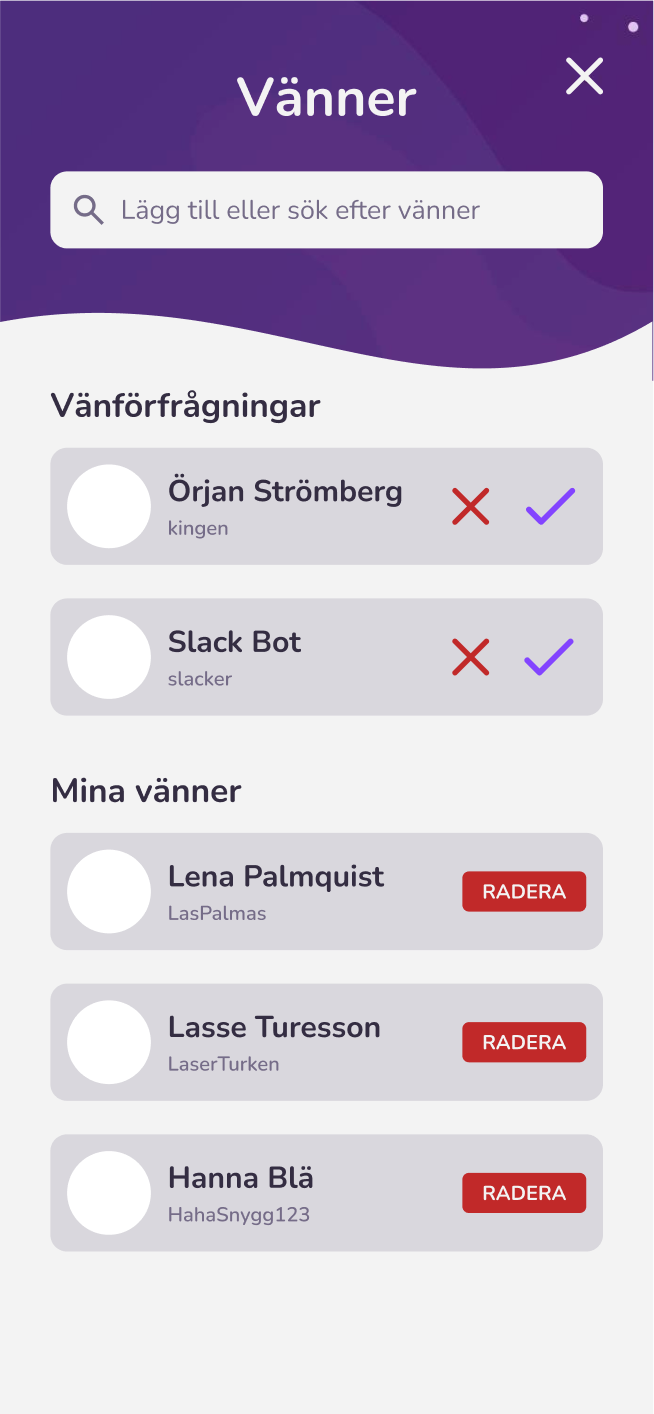 Vänner
Lägg till eller sök efter vänner
Vänförfrågningar
Örjan Strömberg
kingen
Slack Bot
slacker
Mina vänner
Lena Palmquist
LasPalmas
RADERA
Lasse Turesson
LaserTurken
RADERA
Hanna Blä
HahaSnygg123
RADERA